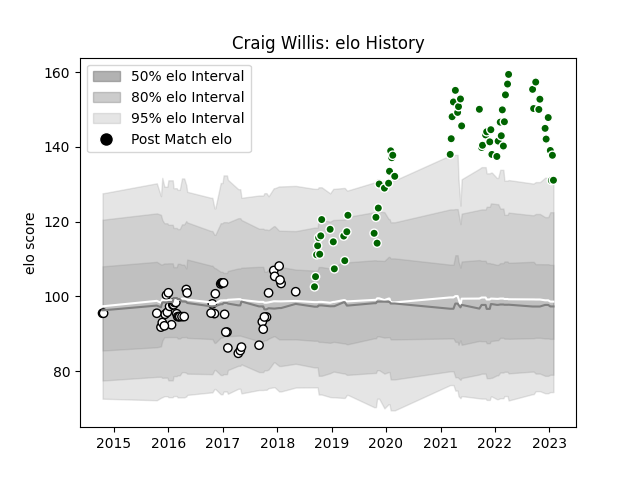 Craig Willis: elo History
50% elo Interval
80% elo Interval
95% elo Interval
Post Match elo
elo score
160
140
120
100
80
2015 2016 2017 2018 2019 2020 2021 2022 2023